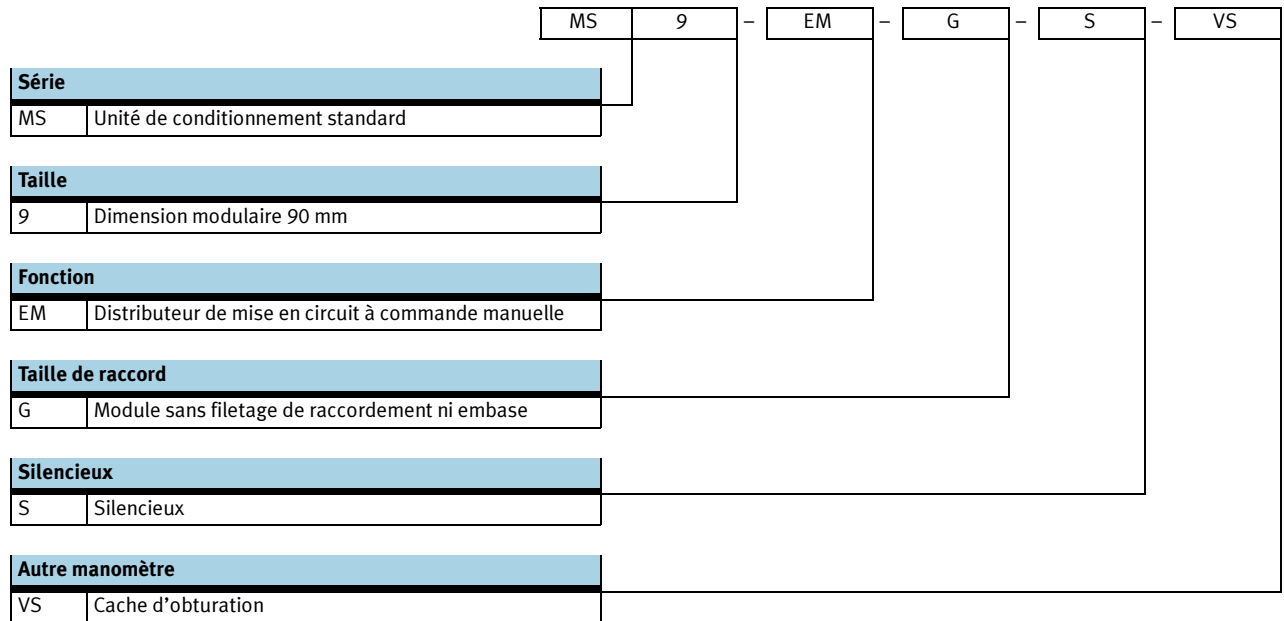 MS 9 – EM – G – S – VS
Série
MS Unité de conditionnement standard
Taille
9 Dimension modulaire 90 mm
Fonction
EM Distributeur de mise en circuit à commande manuelle
Taille de raccord
G Module sans filetage de raccordement ni embase
Silencieux
S Silencieux
Autre manomètre
VS Cache d’obturation